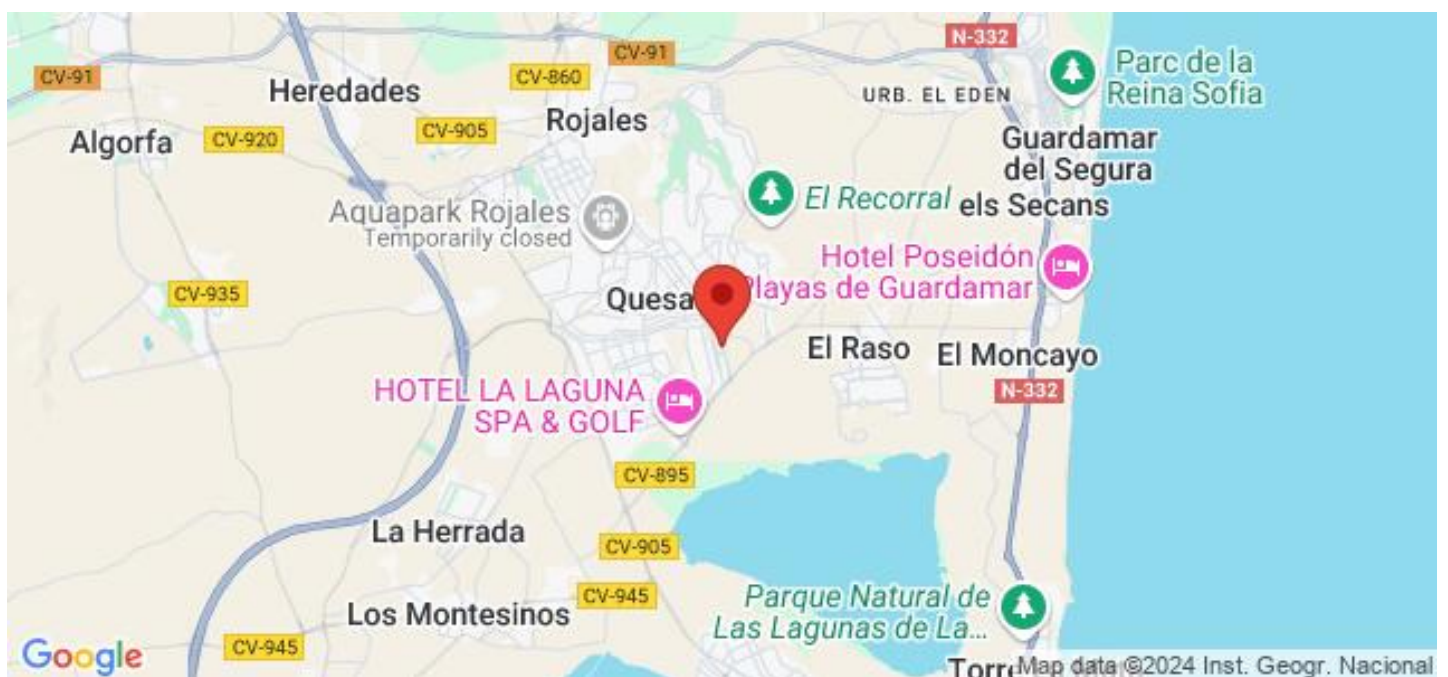 N-332
CV-91
Parc de la
Reina Sofia
CV-91
CV-860
Heredades
URB. EL EDEN
Rojales
CV-905
Algorfa
CV-920
Guardamar
del Segura
El Recorral
els Secans
Aquapark Rojales
Temporarily closed
Hotel Poseidón
Playas de Guardamar
CV-935
Quesa
El Raso
El Moncayo
HOTEL LA LAGUNA
SPA & GOLF
N-332
CV-895
La Herrada
CV-905
CV-945
Parque Natural de
Las Lagunas de La...
Los Montesinos
CV-945
Google
Map data ©2024 Inst. Geogr. Nacional